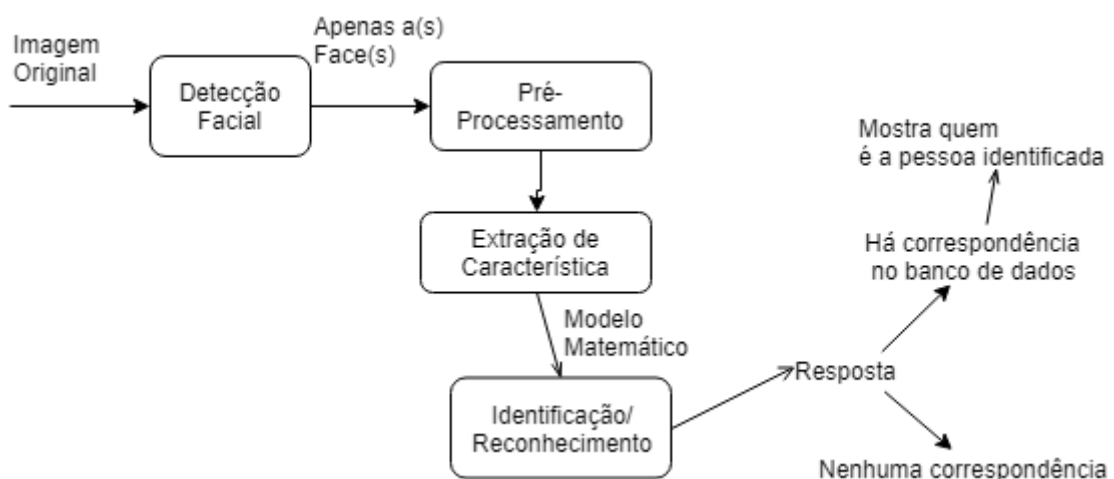 Imagem
Original
Detecção
Facial
Apenas a(s)
Face(s)
Pré-
Processamento
Extração de
Característica
Modelo
Matemático
Identificação/
Reconhecimento
Resposta
Há correspondência
no banco de dados
Mostra quem
é a pessoa identificada
Nenhuma correspondência